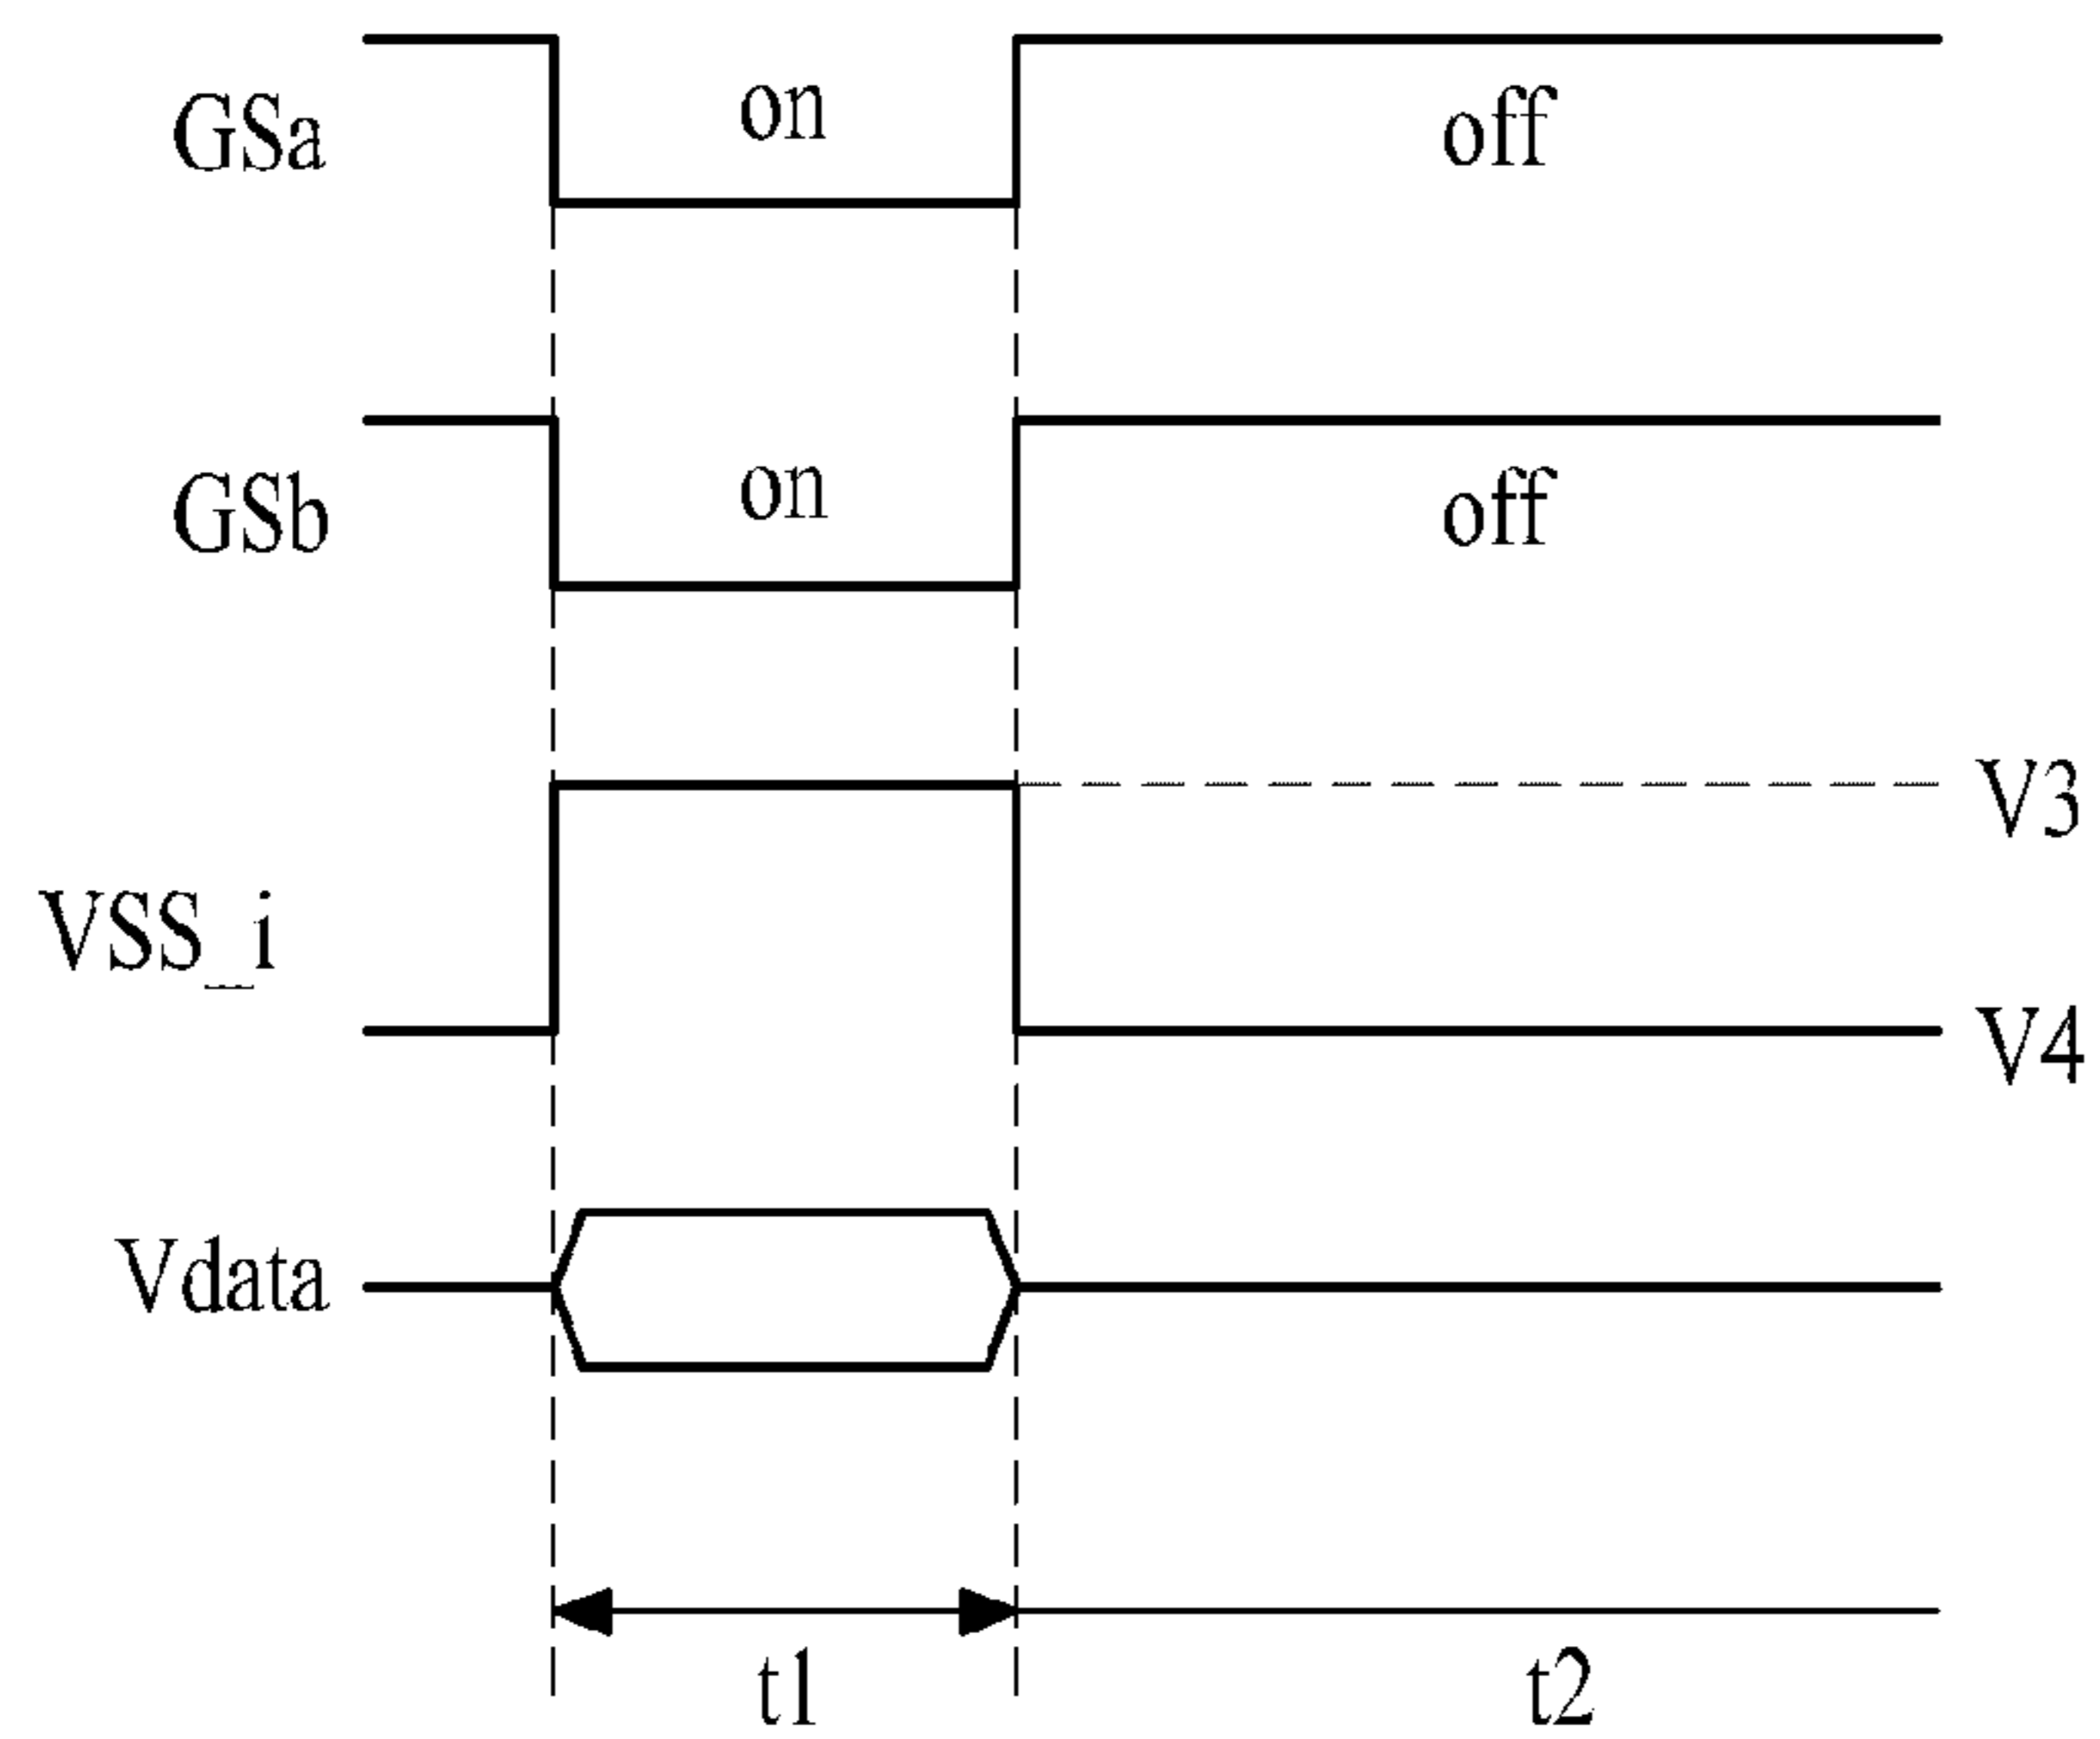 GSa
on
off
GSb
on
off
V3
VSS_i
V4
Vdata
t1
t2